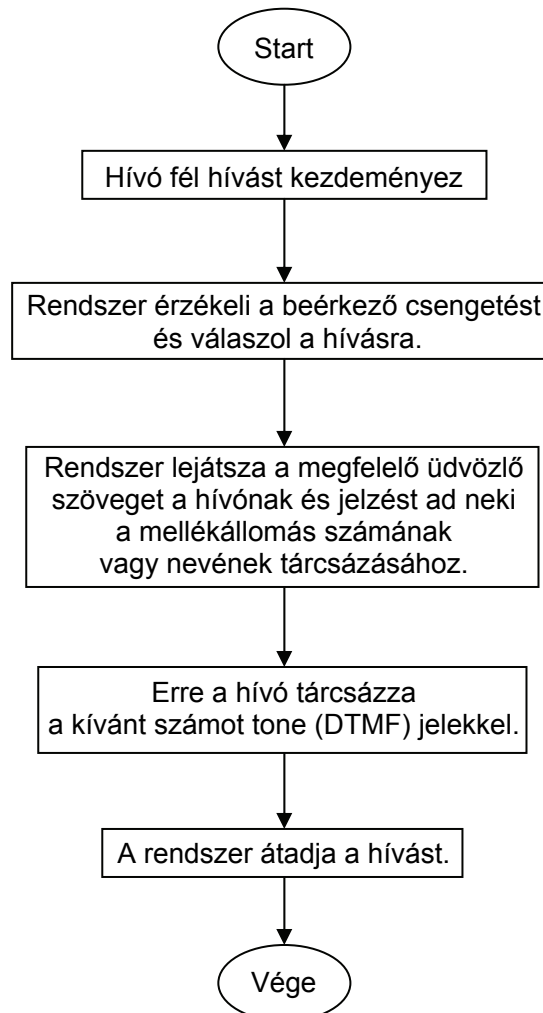 Start
Hívó fél hívást kezdeményez
Rendszer érzékeli a beérkező csengetést
és válaszol a hívásra.
Rendszer lejátsza a megfelelő üdvözlő
szöveget a hívónak és jelzést ad neki
a mellékállomás számának
vagy nevének tárcsázásához.
Erre a hívó tárcsázza
a kívánt számot tone (DTMF) jelekkel.
A rendszer átadja a hívást.
Vége